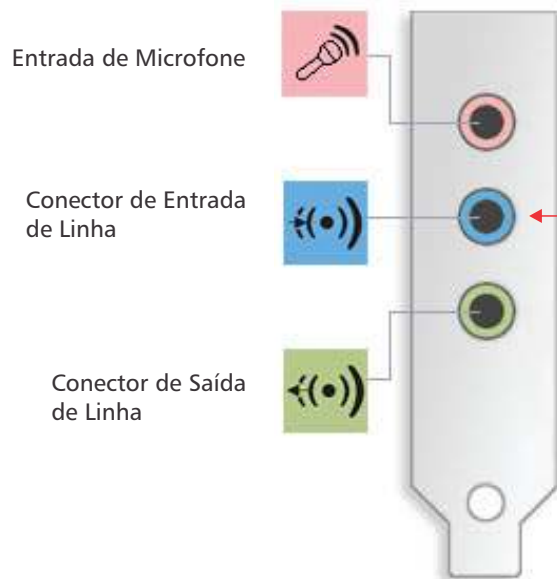 Entrada de Microfone
Conector de Entrada
de Linha
Conector de Saída
de Linha